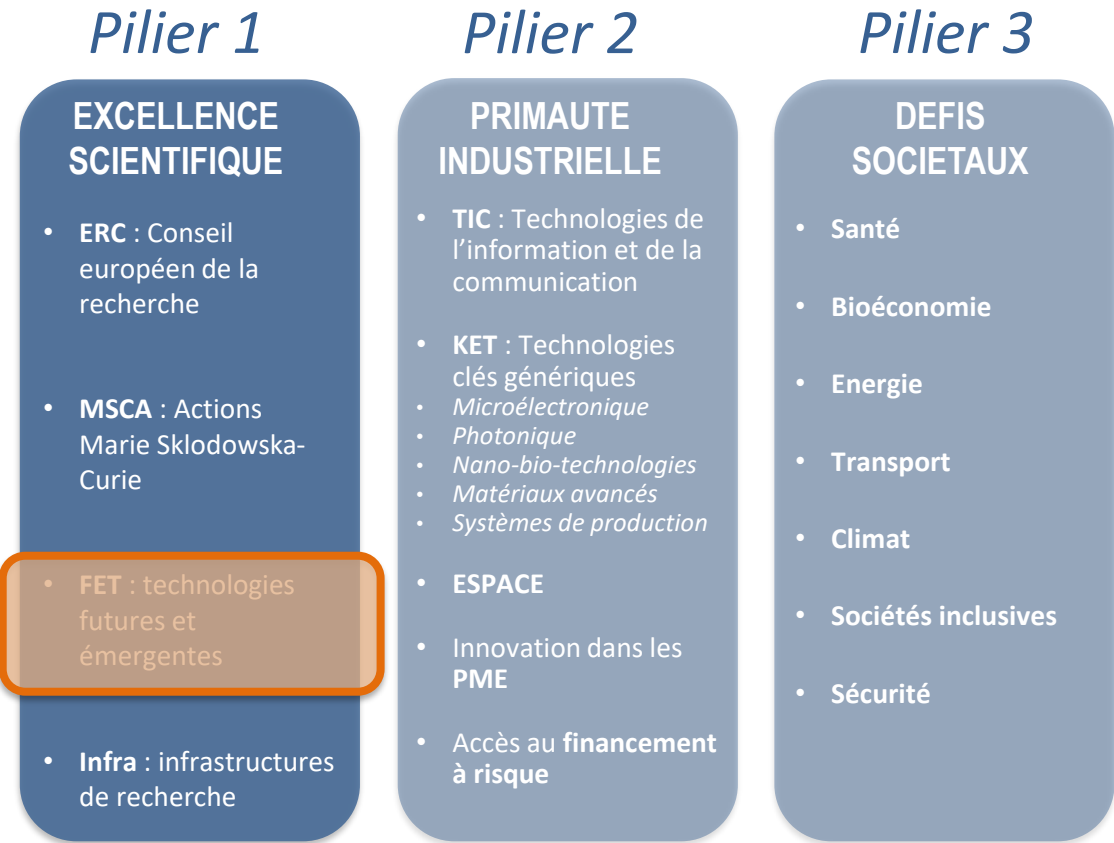 Pilier 1
EXCELLENCE
SCIENTIFIQUE
• ERC : Conseil
européen de la
recherche
• MSCA : Actions
Marie Sklodowska-
Curie
• FET : technologies
futures et
émergentes
• Infra : infrastructures
de recherche
Pilier 2
PRIMAUTE
INDUSTRIELLE
• TIC : Technologies de
l’information et de la
communication
• KET : Technologies
clés génériques
• Microélectronique
• Photonique
• Nano-bio-technologies
• Matériaux avancés
• Systèmes de production
• ESPACE
• Innovation dans les
PME
• Accès au financement
à risque
Pilier 3
DEFIS
SOCIETAUX
• Santé
• Bioéconomie
• Energie
• Transport
• Climat
• Sociétés inclusives
• Sécurité